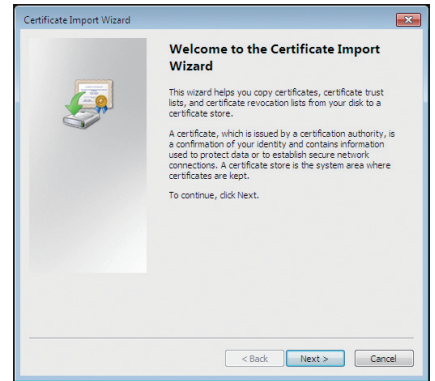 Certificate Import Wizard
Welcome to the Certificate Import
Wizard
This wizard helps you copy certificates, certificate trust
lists, and certificate revocation lists from your disk to a
certificate store.
A certificate, which is issued by a certification authority, is
a confirmation of your identity and contains information
used to protect data or to establish secure network
connections. A certificate store is the system area where
certificates are kept.
To continue, click Next.
< Back
Next >
Cancel